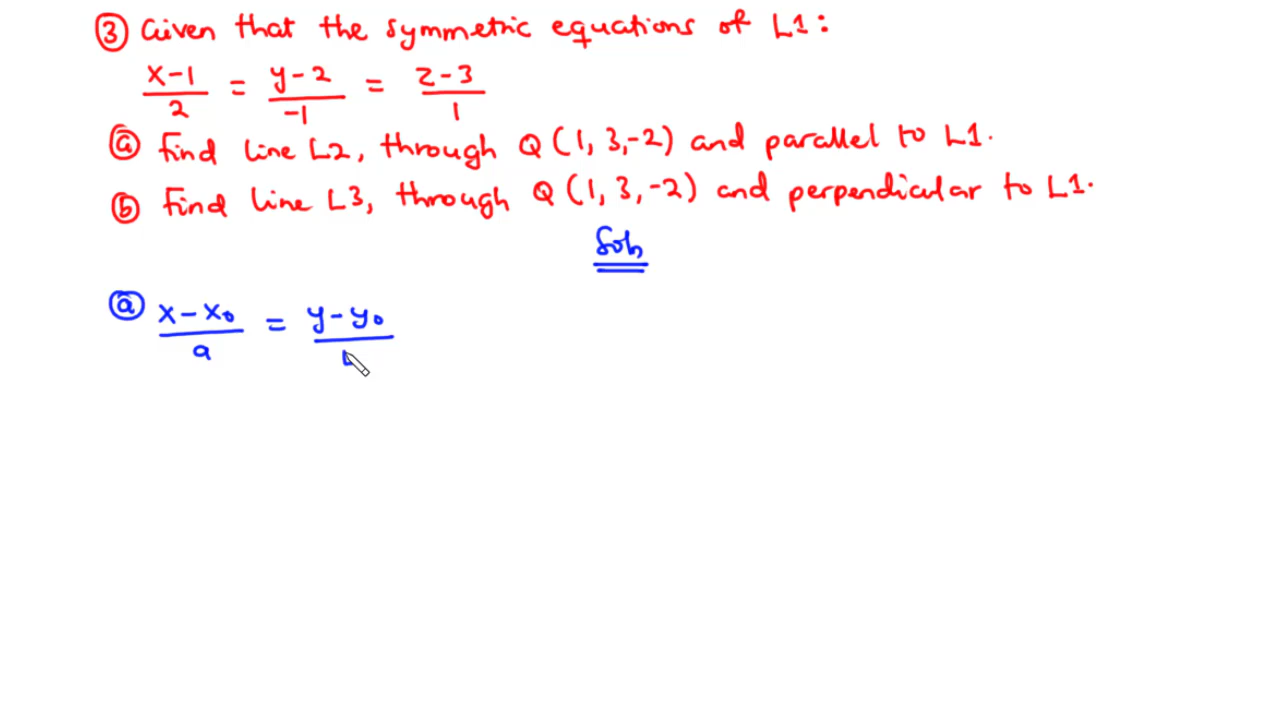 ③ Given that the symmetric equations of L1:
x-1/2 = y-2/-1 = z-3/1
ⓐ Find line L2, through Q(1, 3,-2) and parallel to L1.
ⓑ Find line L3, through Q(1, 3, -2) and perpendicular to L1.
Soln
ⓐ x-x₀/a = y-y₀/